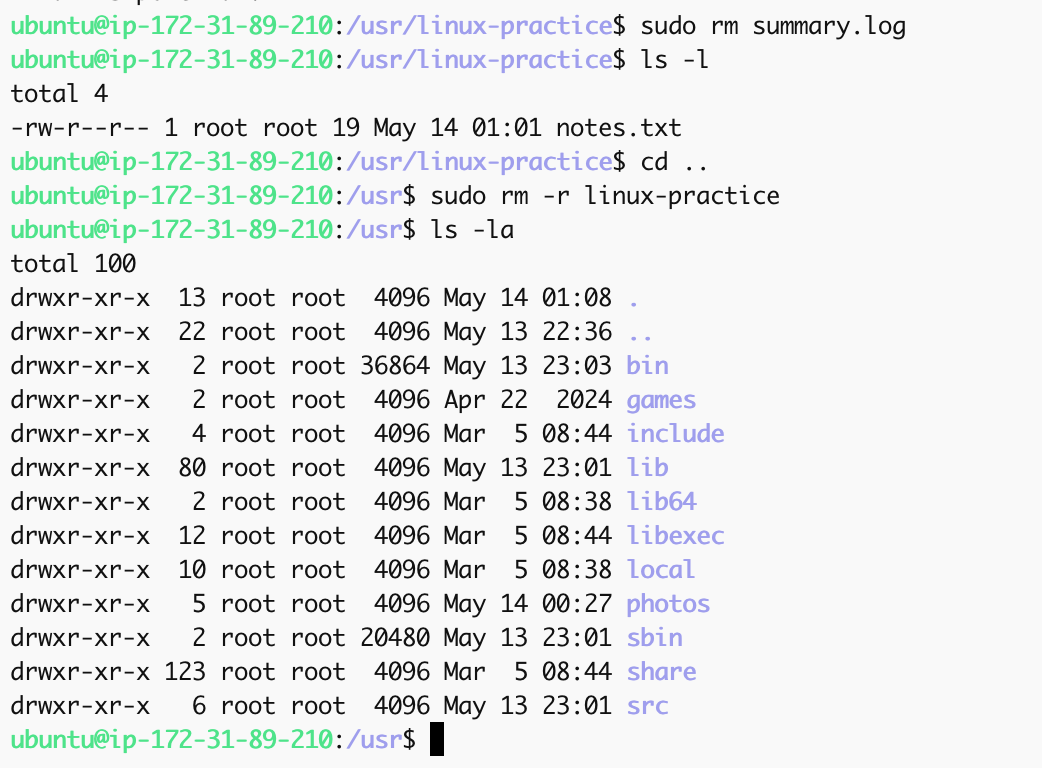 ubuntu@ip-172-31-89-210:/usr/linux-practice$ sudo rm summary.log
ubuntu@ip-172-31-89-210:/usr/linux-practice$ ls -l
total 4
-rw-r--r-- 1 root root 19 May 14 01:01 notes.txt
ubuntu@ip-172-31-89-210:/usr/linux-practice$ cd ..
ubuntu@ip-172-31-89-210:/usr$ sudo rm -r linux-practice
ubuntu@ip-172-31-89-210:/usr$ ls -la
total 100
drwxr-xr-x  13 root root  4096 May 14 01:08 .
drwxr-xr-x  22 root root  4096 May 13 22:36 ..
drwxr-xr-x   2 root root 36864 May 13 23:03 bin
drwxr-xr-x   2 root root  4096 Apr 22  2024 games
drwxr-xr-x   4 root root  4096 Mar  5 08:44 include
drwxr-xr-x  80 root root  4096 May 13 23:01 lib
drwxr-xr-x   2 root root  4096 Mar  5 08:38 lib64
drwxr-xr-x  12 root root  4096 Mar  5 08:44 libexec
drwxr-xr-x  10 root root  4096 Mar  5 08:38 local
drwxr-xr-x   5 root root  4096 May 14 00:27 photos
drwxr-xr-x   2 root root 20480 May 13 23:01 sbin
drwxr-xr-x 123 root root  4096 Mar  5 08:44 share
drwxr-xr-x   6 root root  4096 May 13 23:01 src
ubuntu@ip-172-31-89-210:/usr$